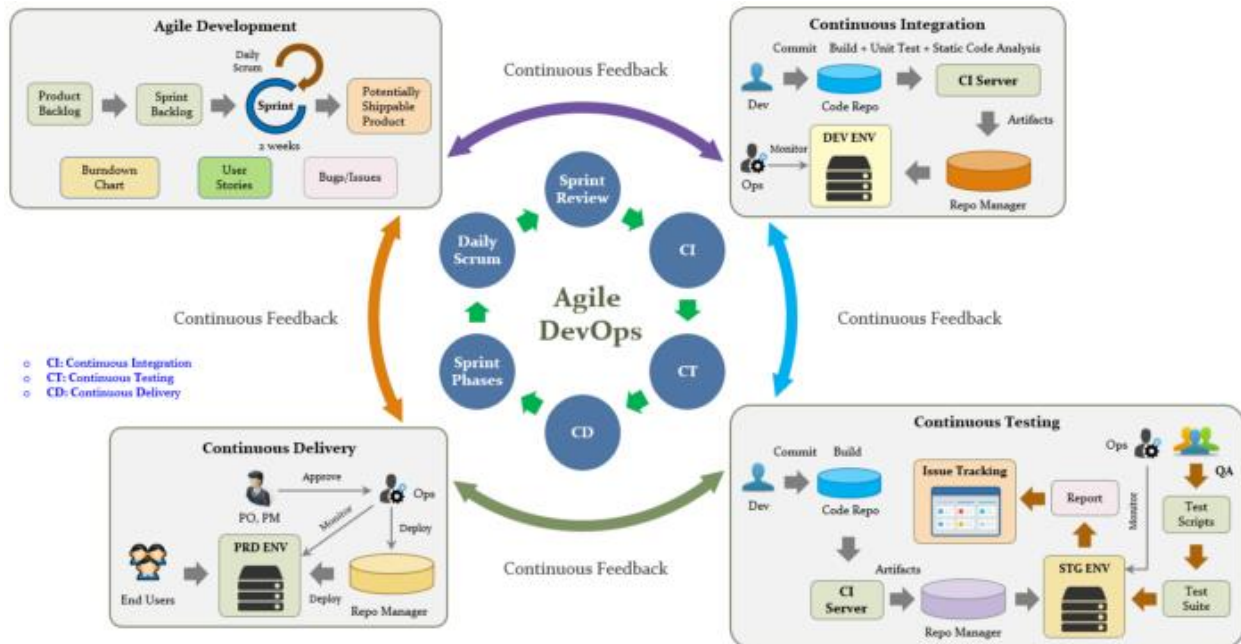 Agile Development
Daily
Scrum
Product
Backlog
Sprint
Backlog
Sprint
Potentially
Shippable
Product
2 weeks
Burndown
Chart
User
Stories
Bugs/Issues
Continuous Feedback
Continuous Integration
Commit
Build + Unit Test + Static Code Analysis
Dev
Code Repo
CI Server
Artifacts
DEV ENV
Monitor
Ops
Repo Manager
Sprint
Review
Daily
Scrum
CI
Agile
DevOps
Sprint
Phases
CT
CD
Continuous Feedback
Continuous Feedback
o CI: Continuous Integration
o CT: Continuous Testing
o CD: Continuous Delivery
Continuous Delivery
Approve
PO, PM
Ops
Monitor
Deploy
PRD ENV
End Users
Deploy
Repo Manager
Continuous Feedback
Continuous Testing
Commit
Build
Dev
Code Repo
Issue Tracking
Ops
QA
Report
Monitor
Test
Scripts
CI
Server
Artifacts
Repo Manager
STG ENV
Test
Suite